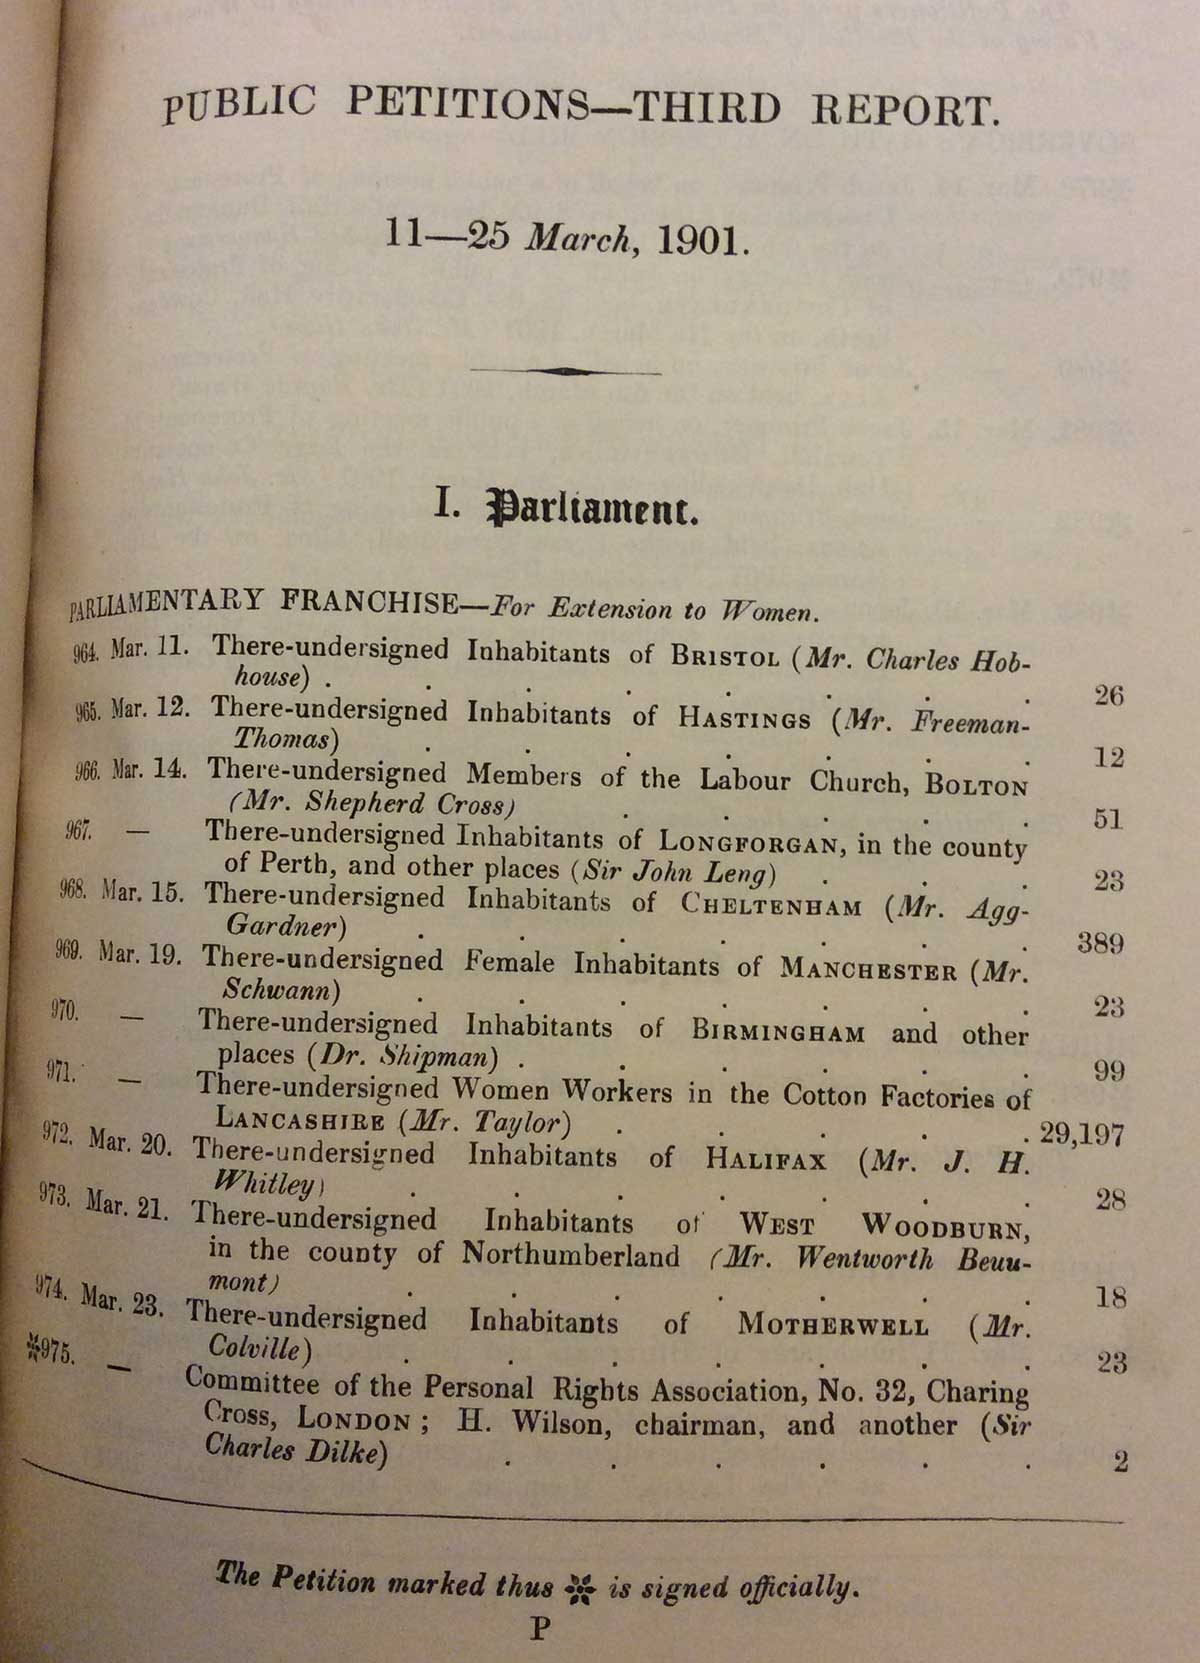 PUBLIC PETITIONS—THIRD REPORT.
11—25 March, 1901.
I. Parliament.
PARLIAMENTARY FRANCHISE—For Extension to Women.
964. Mar. 11. There-undersigned Inhabitants of BRISTOL (Mr. Charles Hob-
house) . . . . . . . . 26
965. Mar. 12. There-undersigned Inhabitants of HASTINGS (Mr. Freeman-
Thomas) . . . . . . . 12
966. Mar. 14. There-undersigned Members of the Labour Church, BOLTON
(Mr. Shepherd Cross) . . . . . 51
967. — There-undersigned Inhabitants of LONGFORGAN, in the county
of Perth, and other places (Sir John Leng) . . . 23
968. Mar. 15. There-undersigned Inhabitants of CHELTENHAM (Mr. Agg-
Gardner) . . . . . . . 389
969. Mar. 19. There-undersigned Female Inhabitants of MANCHESTER (Mr.
Schwann) . . . . . . . 23
970. — There-undersigned Inhabitants of BIRMINGHAM and other
places (Dr. Shipman) . . . . . . 99
971. — There-undersigned Women Workers in the Cotton Factories of
LANCASHIRE (Mr. Taylor) . . . . . 29,197
972. Mar. 20. There-undersigned Inhabitants of HALIFAX (Mr. J. H.
Whitley) . . . . . . . 28
973. Mar. 21. There-undersigned Inhabitants of WEST WOODBURN,
in the county of Northumberland (Mr. Wentworth Beuu-
mont) . . . . . . . 18
974. Mar. 23. There-undersigned Inhabitants of MOTHERWELL (Mr.
Colville) . . . . . . . 23
*975. — Committee of the Personal Rights Association, No. 32, Charing
Cross, LONDON; H. Wilson, chairman, and another (Sir
Charles Dilke) . . . . . . 2
The Petition marked thus * is signed officially.
P